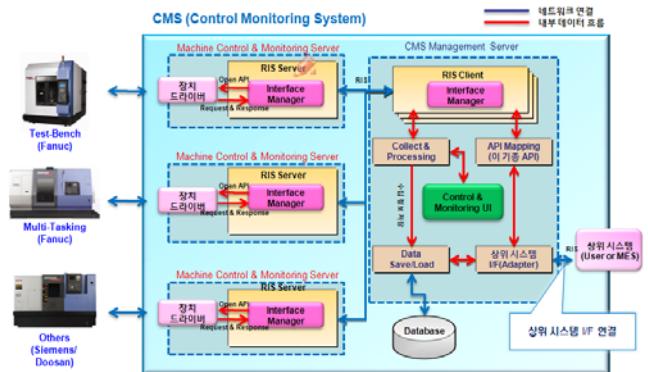 CMS (Control Monitoring System)
네트워크 연결
내부 데이터 흐름
Machine Control & Monitoring Server
RIS Server
Open API
장치
드라이버
Interface
Manager
Request & Response
Test-Bench
(Fanuc)
Machine Control & Monitoring Server
RIS Server
Open API
장치
드라이버
Interface
Manager
Request & Response
Multi-Tasking
(Fanuc)
Machine Control & Monitoring Server
RIS Server
Open API
장치
드라이버
Interface
Manager
Request & Response
Others
(Siemens/
Doosan)
CMS Management Server
RIS
RIS Client
Interface
Manager
Collect &
Processing
API Mapping
(이 기종 API)
Control &
Monitoring UI
Data
Save/Load
상위 시스템
I/F(Adapter)
RIS
상위 시스템
(User or MES)
Database
상위 시스템 I/F 연결